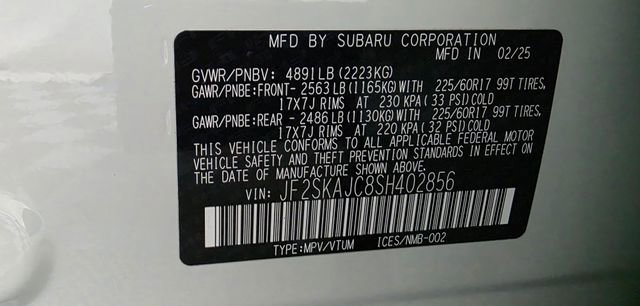 MFD BY SUBARU CORPORATION
MFD IN 02/25
GVWR/PNBV: 4891LB (2223KG)
GAWR/PNBE:FRONT- 2563LB(1165KG)WITH 225/60R17 99T TIRES,
17X7J RIMS AT 230 KPA( 33 PSI)COLD
GAWR/PNBE:REAR - 2486LB(1130KG)WITH 225/60R17 99T TIRES,
17X7J RIMS AT 220 KPA( 32 PSI)COLD
THIS VEHICLE CONFORMS TO ALL APPLICABLE FEDERAL MOTOR
VEHICLE SAFETY AND THEFT PREVENTION STANDARDS IN EFFECT ON
THE DATE OF MANUFACTURE SHOWN ABOVE.
VIN: JF2SKAJC8SH402856
TYPE:MPV/VTUM ICES/NMB-002